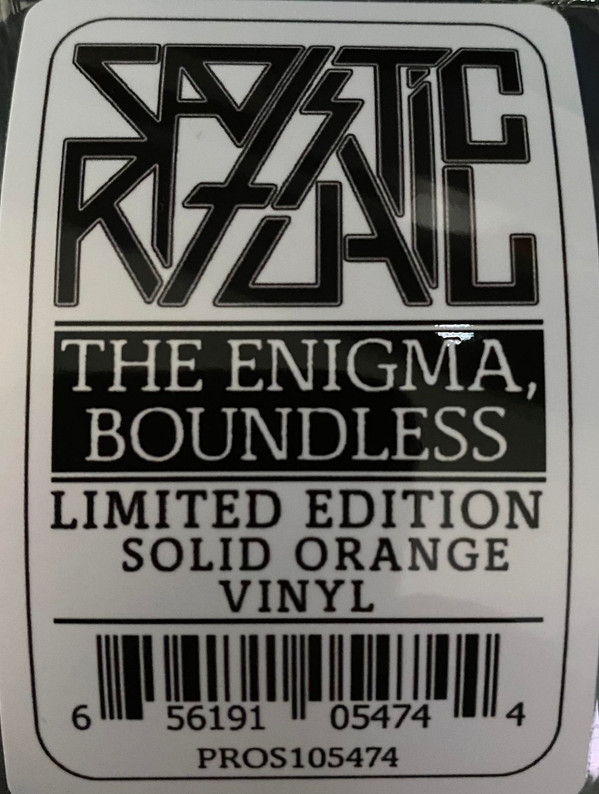 SADISTIC
RITUAL
THE ENIGMA,
BOUNDLESS
LIMITED EDITION
SOLID ORANGE
VINYL
6 56191 05474 4
PROS105474